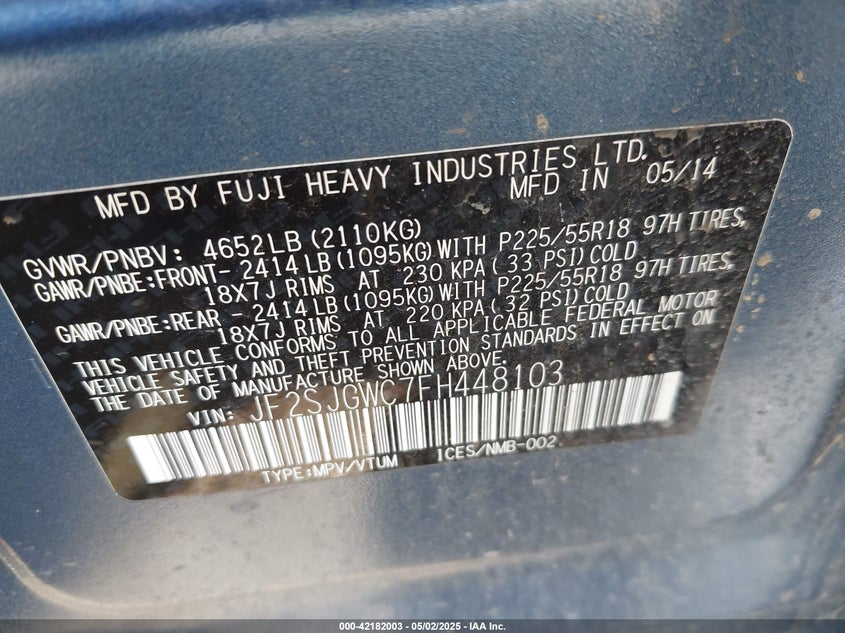 MFD BY FUJI HEAVY INDUSTRIES LTD.
MFD IN 05/14
GVWR/PNBV: 4652LB (2110KG)
GAWR/PNBE:FRONT- 2414LB (1095KG) WITH P225/55R18 97H TIRES,
18X7J RIMS AT 230 KPA (33 PSI) COLD
GAWR/PNBE:REAR - 2414LB (1095KG) WITH P225/55R18 97H TIRES,
18X7J RIMS AT 220 KPA (32 PSI) COLD
THIS VEHICLE CONFORMS TO ALL APPLICABLE FEDERAL MOTOR
VEHICLE SAFETY AND THEFT PREVENTION STANDARDS IN EFFECT ON
THE DATE OF MANUFACTURE SHOWN ABOVE.
VIN: JF2SJGWC7FH448103
TYPE:MPV/VTUM ICES/NMB-002
000-42182003 — 05/02/2025 — IAA Inc.